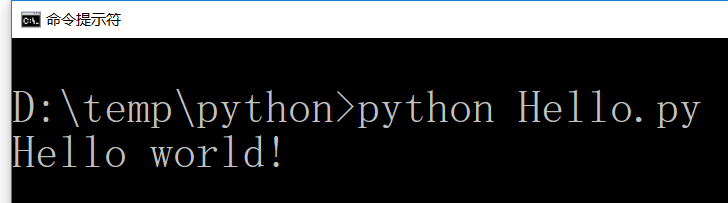 命令提示符
D:\temp\python>python Hello.py
Hello world!